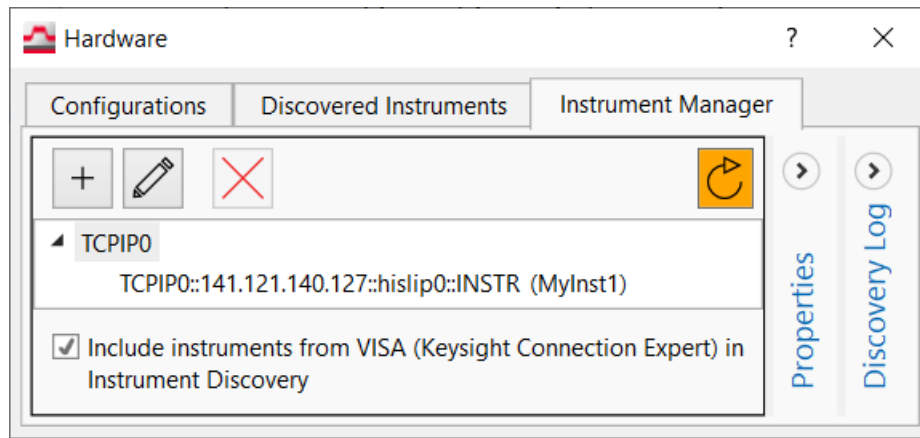 Hardware
?
Configurations
Discovered Instruments
Instrument Manager
TCPIP0
TCPIP0::141.121.140.127::hislip0::INSTR (MyInst1)
Include instruments from VISA (Keysight Connection Expert) in
Instrument Discovery
Properties
Discovery Log